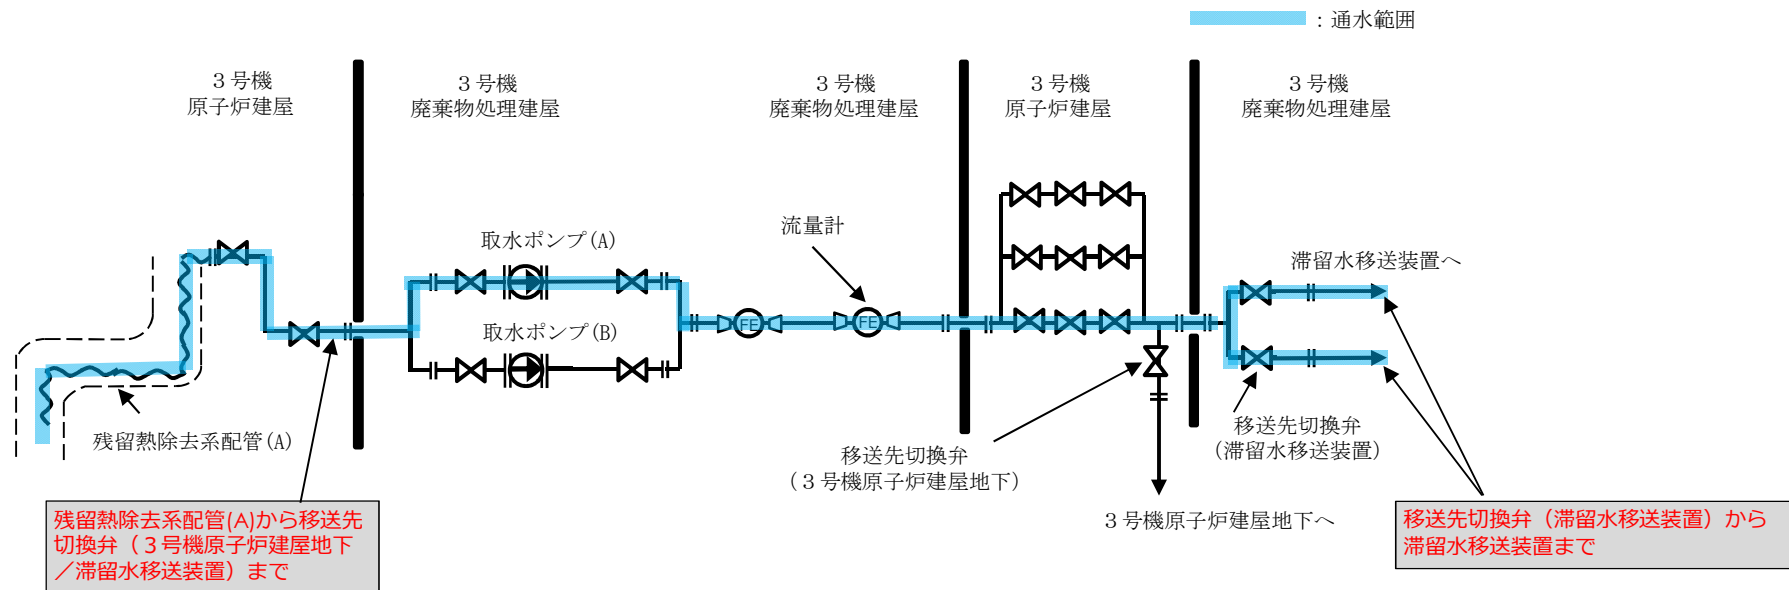 ：通水範囲
３号機
原子炉建屋
３号機
廃棄物処理建屋
３号機
廃棄物処理建屋
３号機
原子炉建屋
３号機
廃棄物処理建屋
取水ポンプ(A)
流量計
滞留水移送装置へ
取水ポンプ(B)
FE
FE
残留熱除去系配管(A)
移送先切換弁
（３号機原子炉建屋地下）
移送先切換弁
（滞留水移送装置）
３号機原子炉建屋地下へ
残留熱除去系配管(A)から移送先
切換弁（３号機原子炉建屋地下
／滞留水移送装置）まで
移送先切換弁（滞留水移送装置）から
滞留水移送装置まで